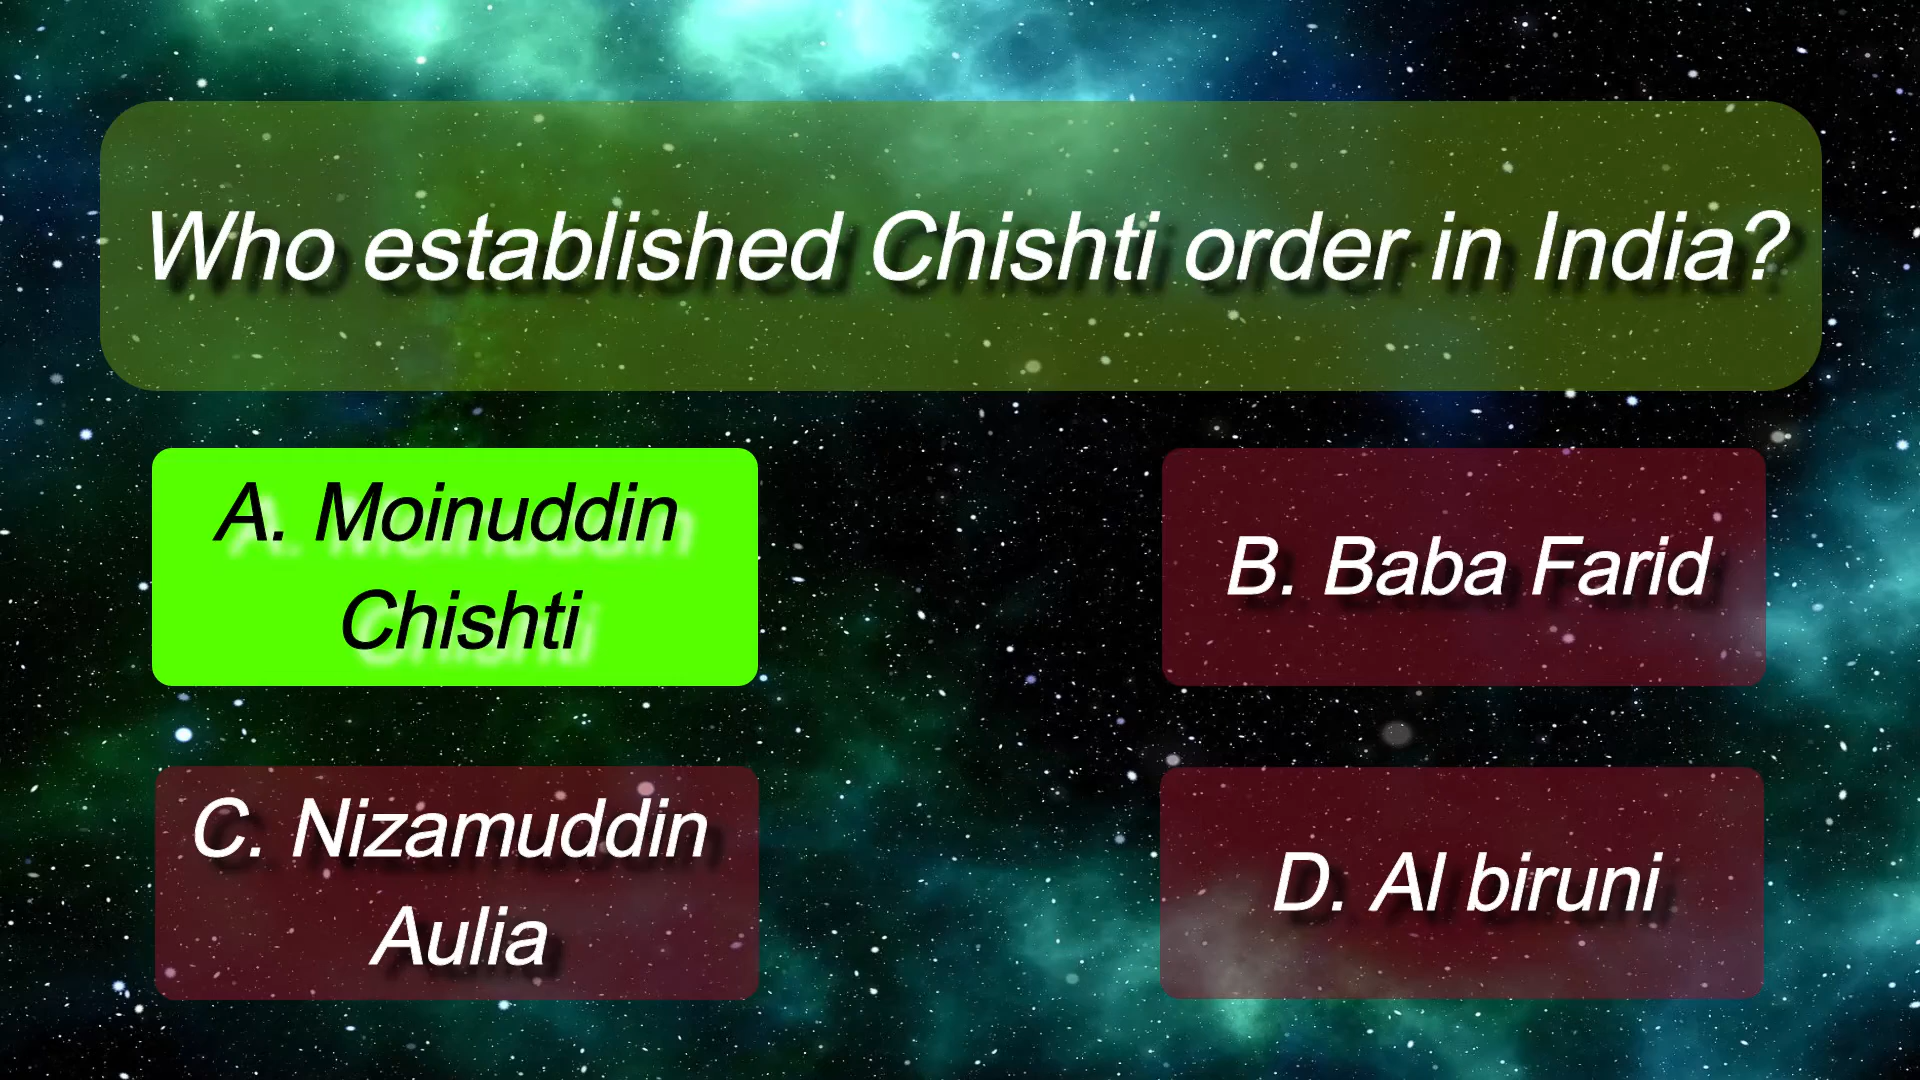 Who established Chishti order in India?
A. Moinuddin
Chishti
B. Baba Farid
C. Nizamuddin
Aulia
D. Al biruni